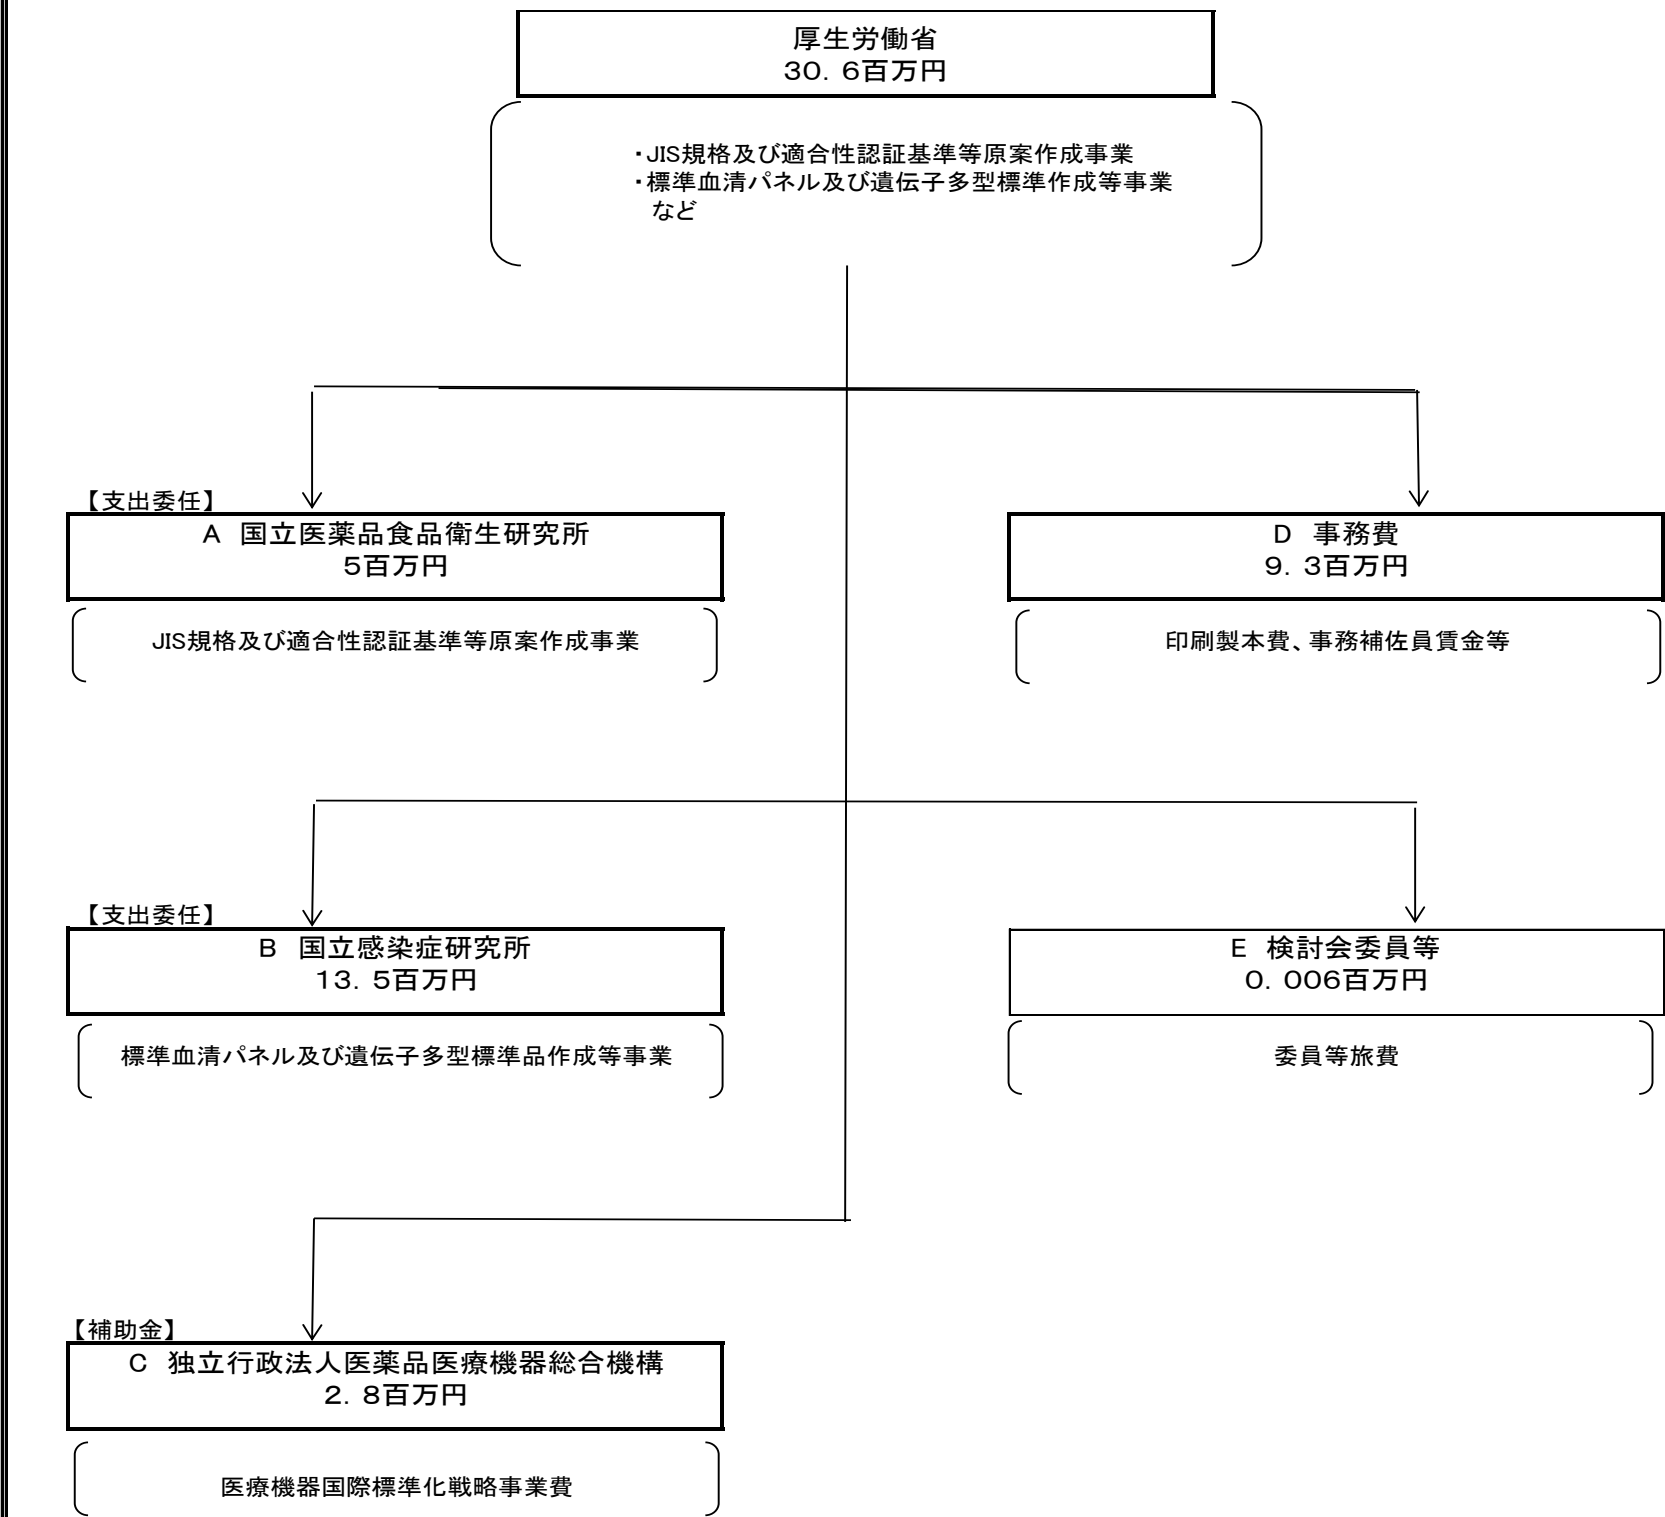 厚生労働省
30．6百万円
・JIS規格及び適合性認証基準等原案作成事業
・標準血清パネル及び遺伝子多型標準作成等事業
など
【支出委任】
A　国立医薬品食品衛生研究所
5百万円
JIS規格及び適合性認証基準等原案作成事業
D　事務費
9．3百万円
印刷製本費、事務補佐員賃金等
【支出委任】
B　国立感染症研究所
13．5百万円
標準血清パネル及び遺伝子多型標準品作成等事業
E　検討会委員等
0．006百万円
委員等旅費
【補助金】
C　独立行政法人医薬品医療機器総合機構
2．8百万円
医療機器国際標準化戦略事業費